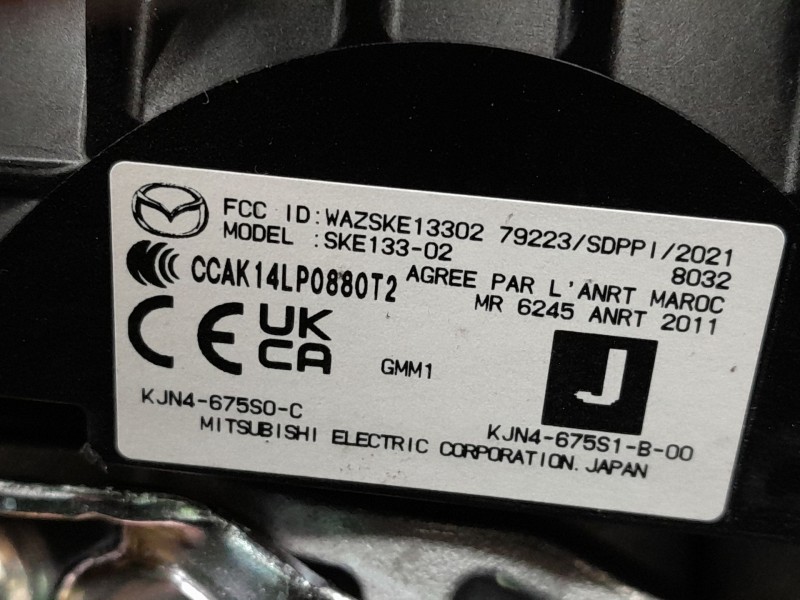 FCC ID:WAZSKE13302 79223/SDPPI/2021
MODEL :SKE133-02 8032
CCAK14LP0880T2 AGREE PAR L'ANRT MAROC
MR 6245 ANRT 2011
CE UK
CA
GMM1
J
KJN4-675S0-C
KJN4-675S1-B-00
MITSUBISHI ELECTRIC CORPORATION. JAPAN